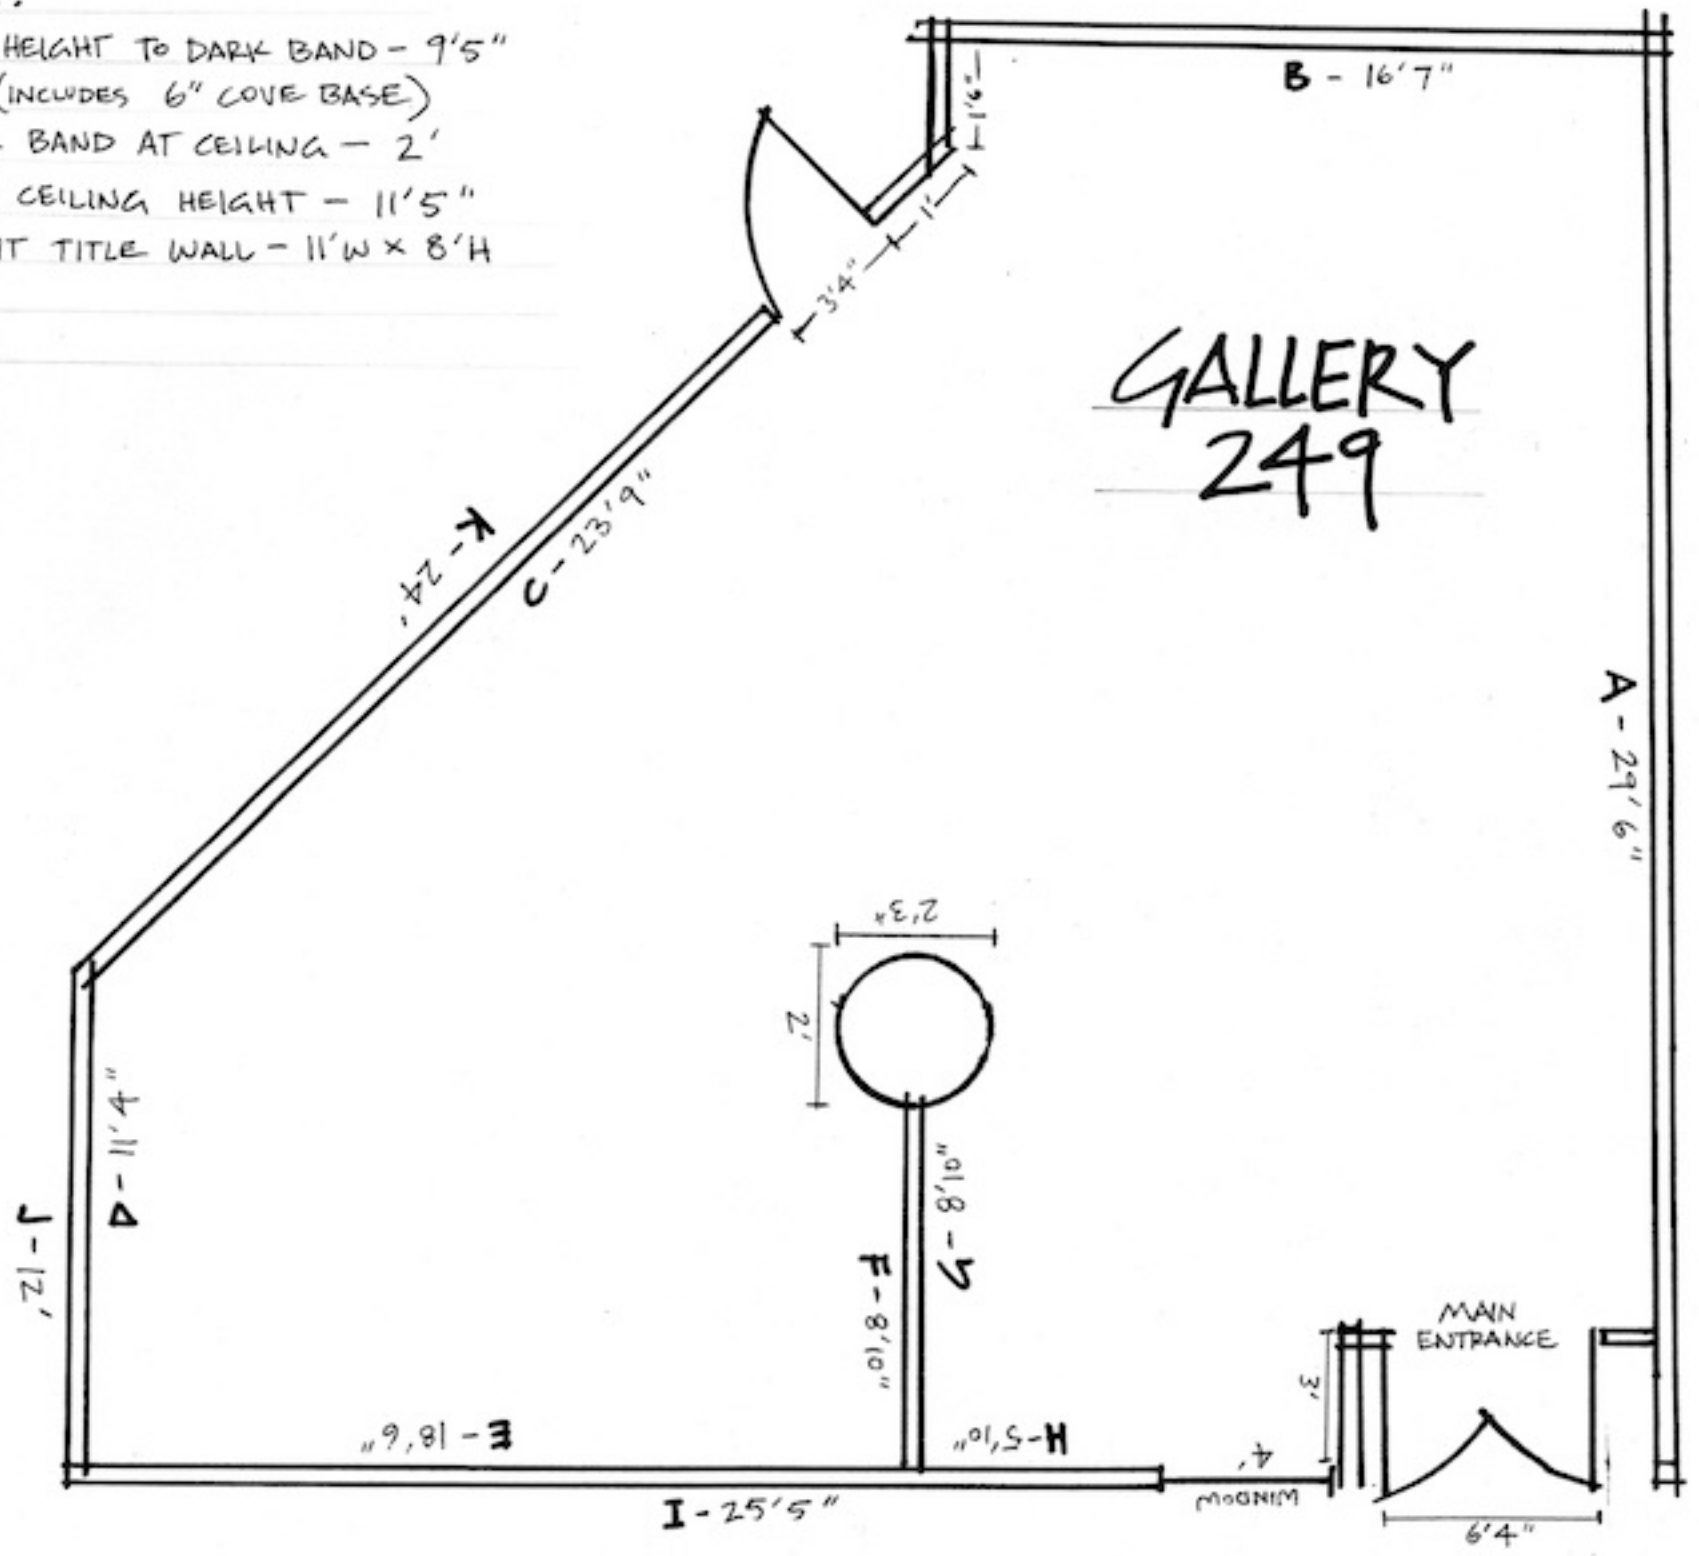 HEIGHT TO DARK BAND - 9'5"
(INCLUDES 6" COVE BASE)
BAND AT CEILING - 2'
CEILING HEIGHT - 11'5"
TITLE WALL - 11'W x 8'H
B - 16'7"
1'6"
1'
3'4"
GALLERY
249
K - 24'
C - 23'9"
A - 29'6"
2'3"
2'
D - 11'4"
J - 12'
G - 8'10"
F - 8'10"
MAIN
ENTRANCE
3'
E - 18'6"
H - 5'10"
4'
WINDOW
I - 25'5"
6'4"